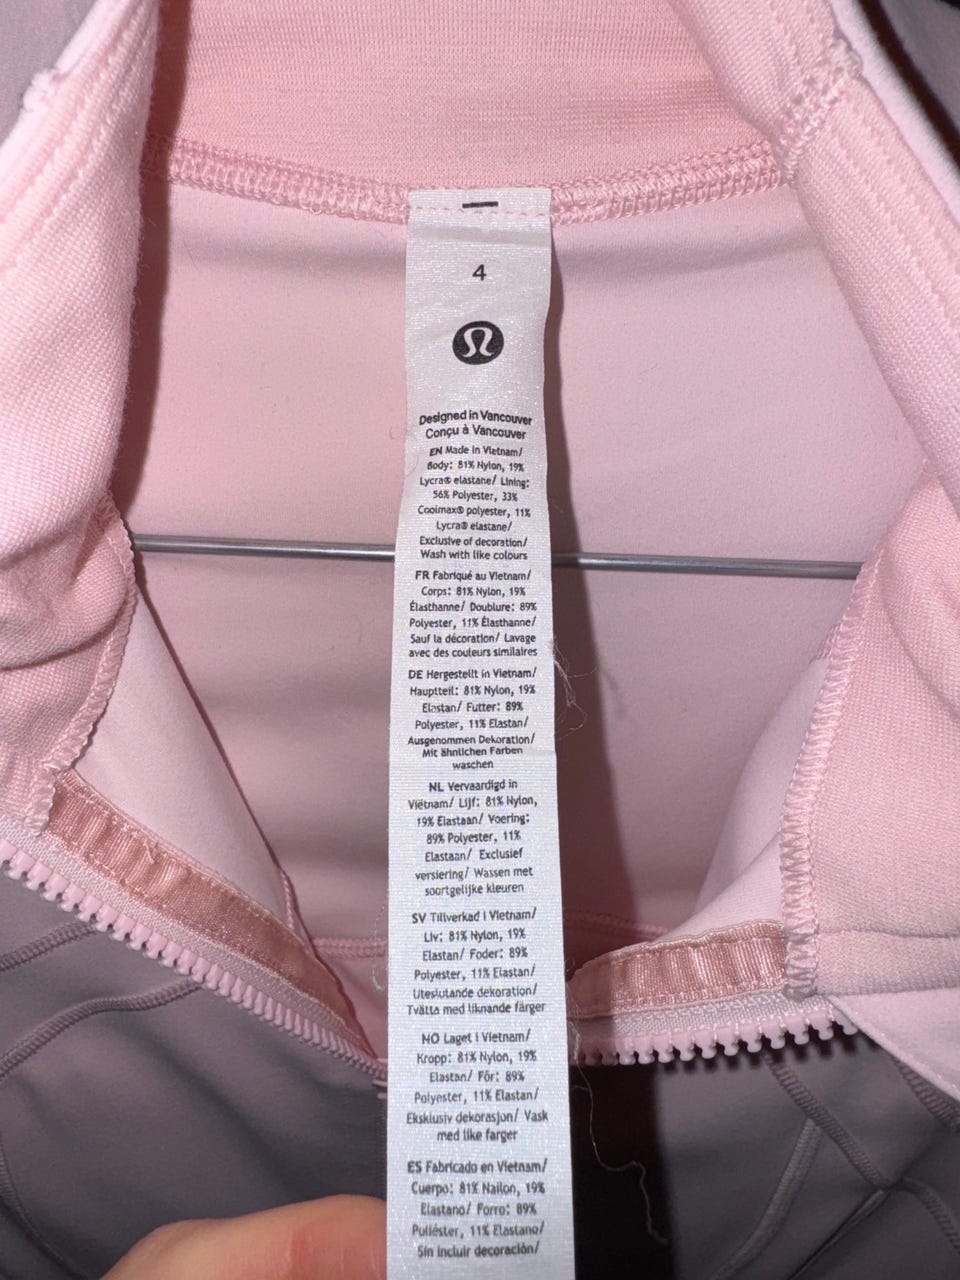 4
Designed in Vancouver
Conçu à Vancouver
EN Made in Vietnam/
Body: 81% Nylon, 19%
Lycra® elastane/ Lining:
56% Polyester, 33%
Coolmax® polyester, 11%
Lycra® elastane/
Exclusive of decoration/
Wash with like colours
FR Fabriqué au Vietnam/
Corps: 81% Nylon, 19%
Élasthanne/ Doublure: 89%
Polyester, 11% Élasthanne/
Sauf la décoration/ Lavage
avec des couleurs similaires
DE Hergestellt in Vietnam/
Hauptteil: 81% Nylon, 19%
Elastan/ Futter: 89%
Polyester, 11% Elastan/
Ausgenommen Dekoration/
Mit ähnlichen Farben
waschen
NL Vervaardigd in
Viëtnam/ Lijf: 81% Nylon,
19% Elastaan/ Voering:
89% Polyester, 11%
Elastaan/ Exclusief
versiering/ Wassen met
soortgelijke kleuren
SV Tillverkad i Vietnam/
Liv: 81% Nylon, 19%
Elastan/ Foder: 89%
Polyester, 11% Elastan/
Uteslutande dekoration/
Tvätta med liknande färger
NO Laget i Vietnam/
Kropp: 81% Nylon, 19%
Elastan/ Fôr: 89%
Polyester, 11% Elastan/
Eksklusiv dekorasjon/ Vask
med like farger
ES Fabricado en Vietnam/
Cuerpo: 81% Nailon, 19%
Elastano/ Forro: 89%
Poliéster, 11% Elastano/
Sin incluir decoración/